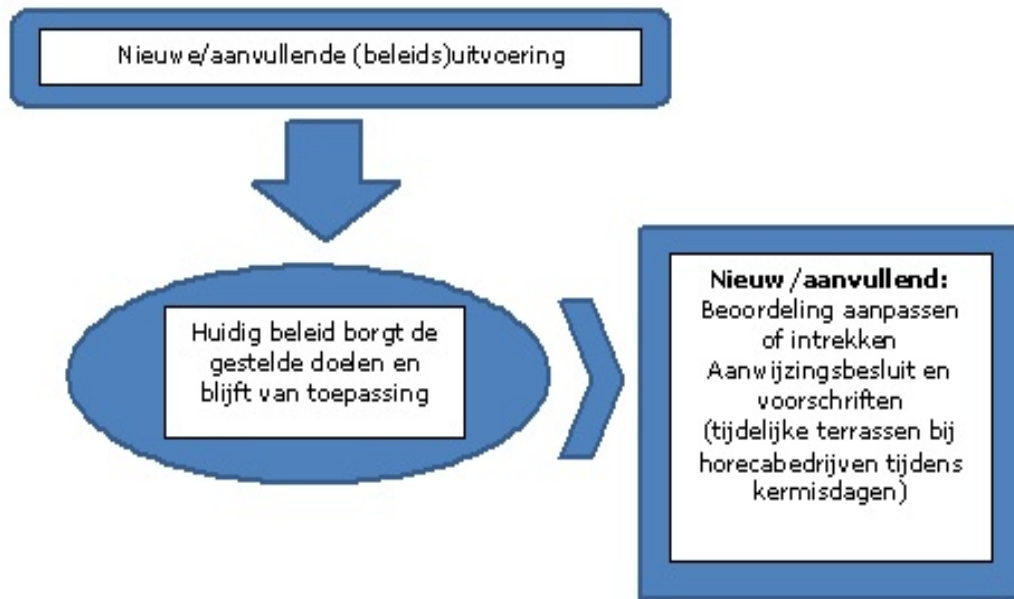 Nieuwe/aanvullende (beleids)uitvoering
Huidig beleid borgt de
gestelde doelen en
blijft van toepassing
Nieuw /aanvullend:
Beoordeling aanpassen
of intrekken
Aanwijzingsbesluit en
voorschriften
(tijdelijke terrassen bij
horecabedrijven tijdens
kermisdagen)